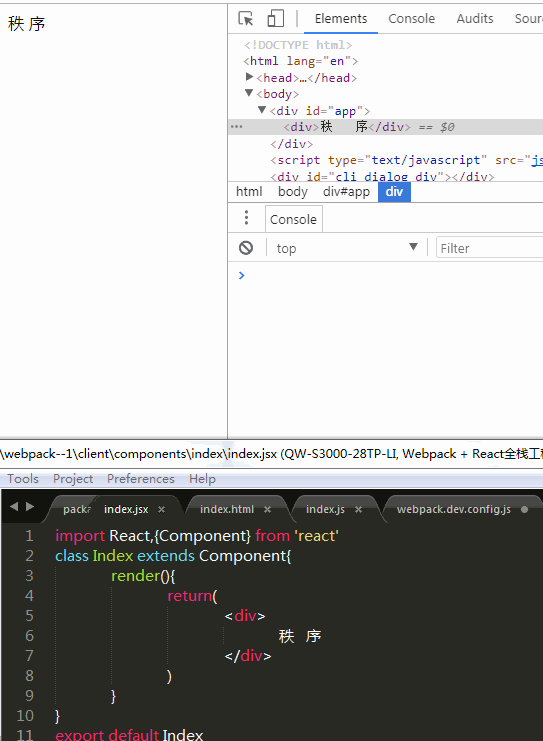 秩 序
Elements Console Audits Sour
<!DOCTYPE html>
<html lang="en">
▶<head>…</head>
▼<body>
▼<div id="app">
··· <div>秩 序</div> == $0
</div>
<script type="text/javascript" src="js
<div id="cli_dialog_div"></div>
html body div#app div
Console
top ▼ Filter
>
\webpack--1\client\components\index\index.jsx (QW-S3000-28TP-LI, Webpack + React全栈工程
Tools Project Preferences Help
packa index.jsx × index.html × index.js × webpack.dev.config.js
1 import React,{Component} from 'react'
2 class Index extends Component{
3 render(){
4 return(
5 <div>
6 秩 序
7 </div>
8 )
9 }
10 }
11 export default Index